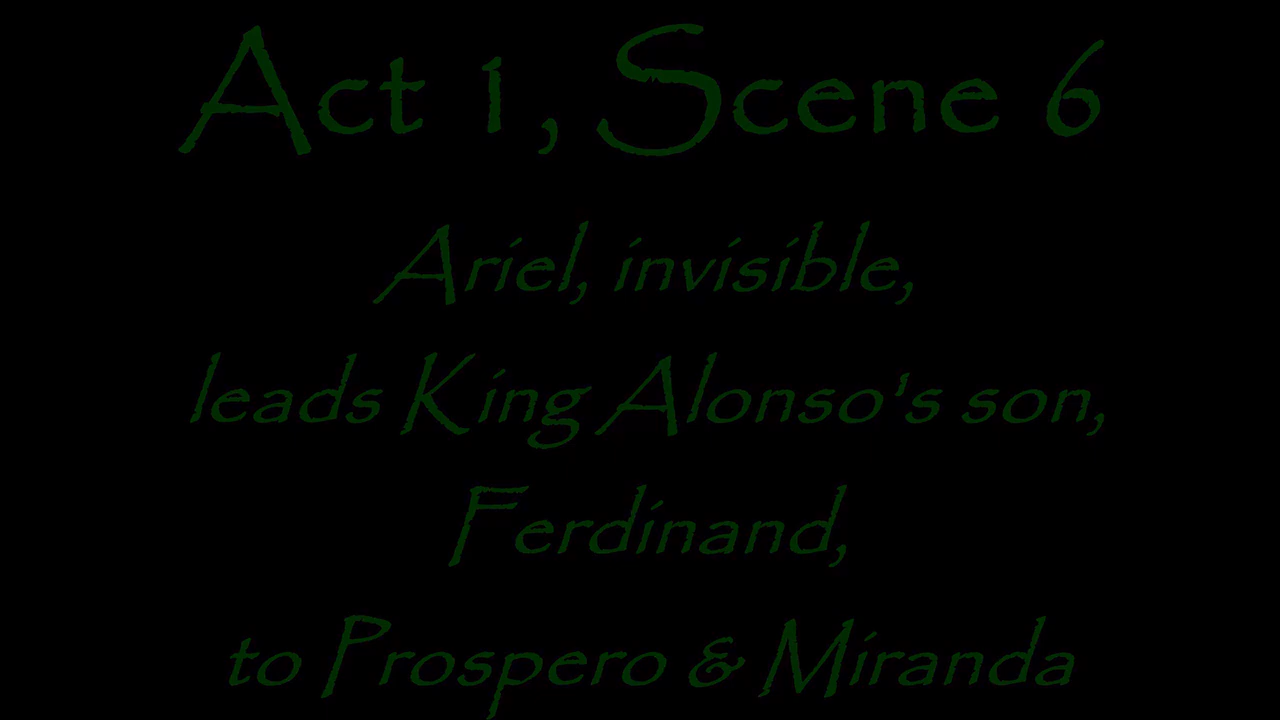 Act 1, Scene 6
Ariel, invisible,
leads King Alonso's son,
Ferdinand,
to Prospero & Miranda